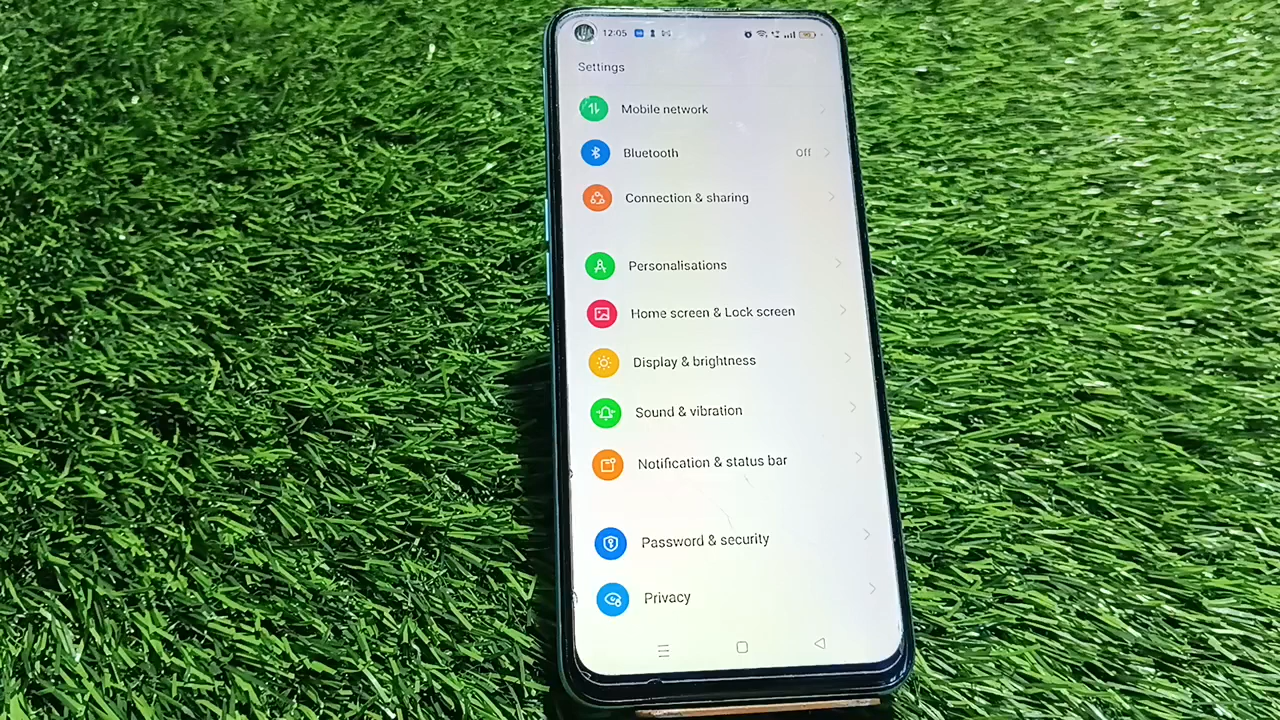 12:05
Settings
Mobile network
Bluetooth Off
Connection & sharing
Personalisations
Home screen & Lock screen
Display & brightness
Sound & vibration
Notification & status bar
Password & security
Privacy